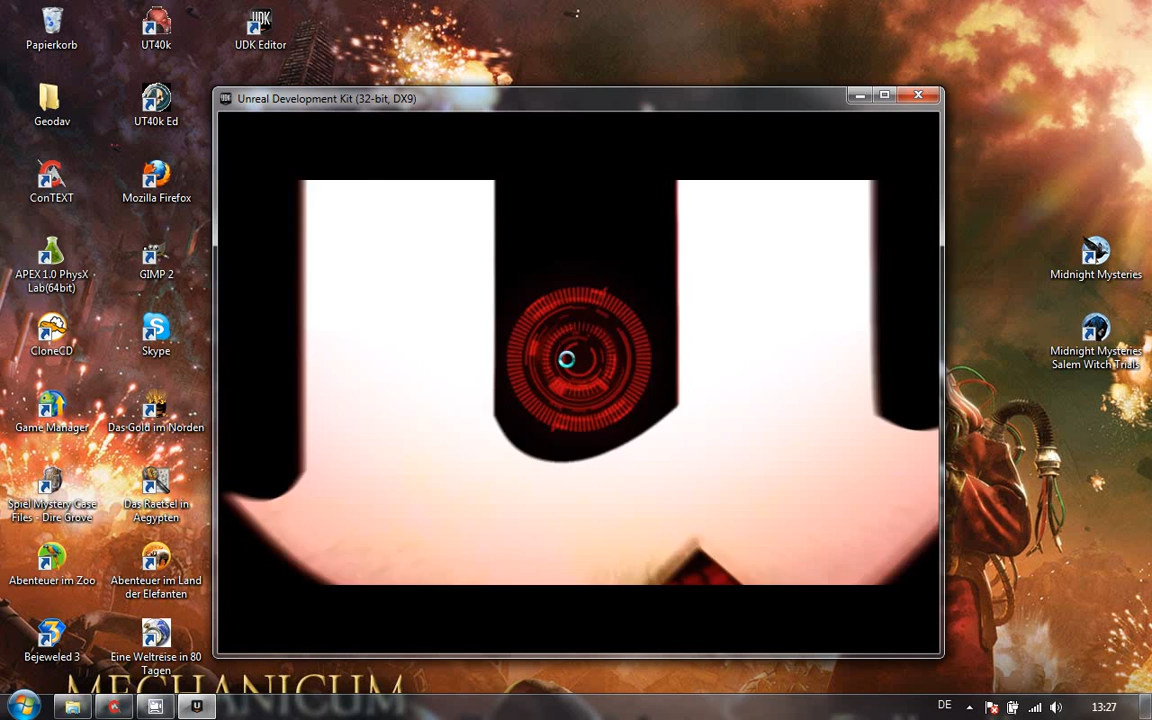 Papierkorb
UT40k
UDK
UDK Editor
Geodav
UT40k Ed
ConTEXT
Mozilla Firefox
APEX 1.0 PhysX
Lab(64bit)
GIMP 2
CloneCD
Skype
Game Manager
Das Gold im Norden
Spiel Mystery Case
Files - Dire Grove
Das Raetsel in
Aegypten
Abenteuer im Zoo
Abenteuer im Land
der Elefanten
Bejeweled 3
Eine Weltreise in 80
Tagen
Unreal Development Kit (32-bit, DX9)
Midnight Mysteries
Midnight Mysteries
Salem Witch Trials
MECHANICUM
DE
13:27